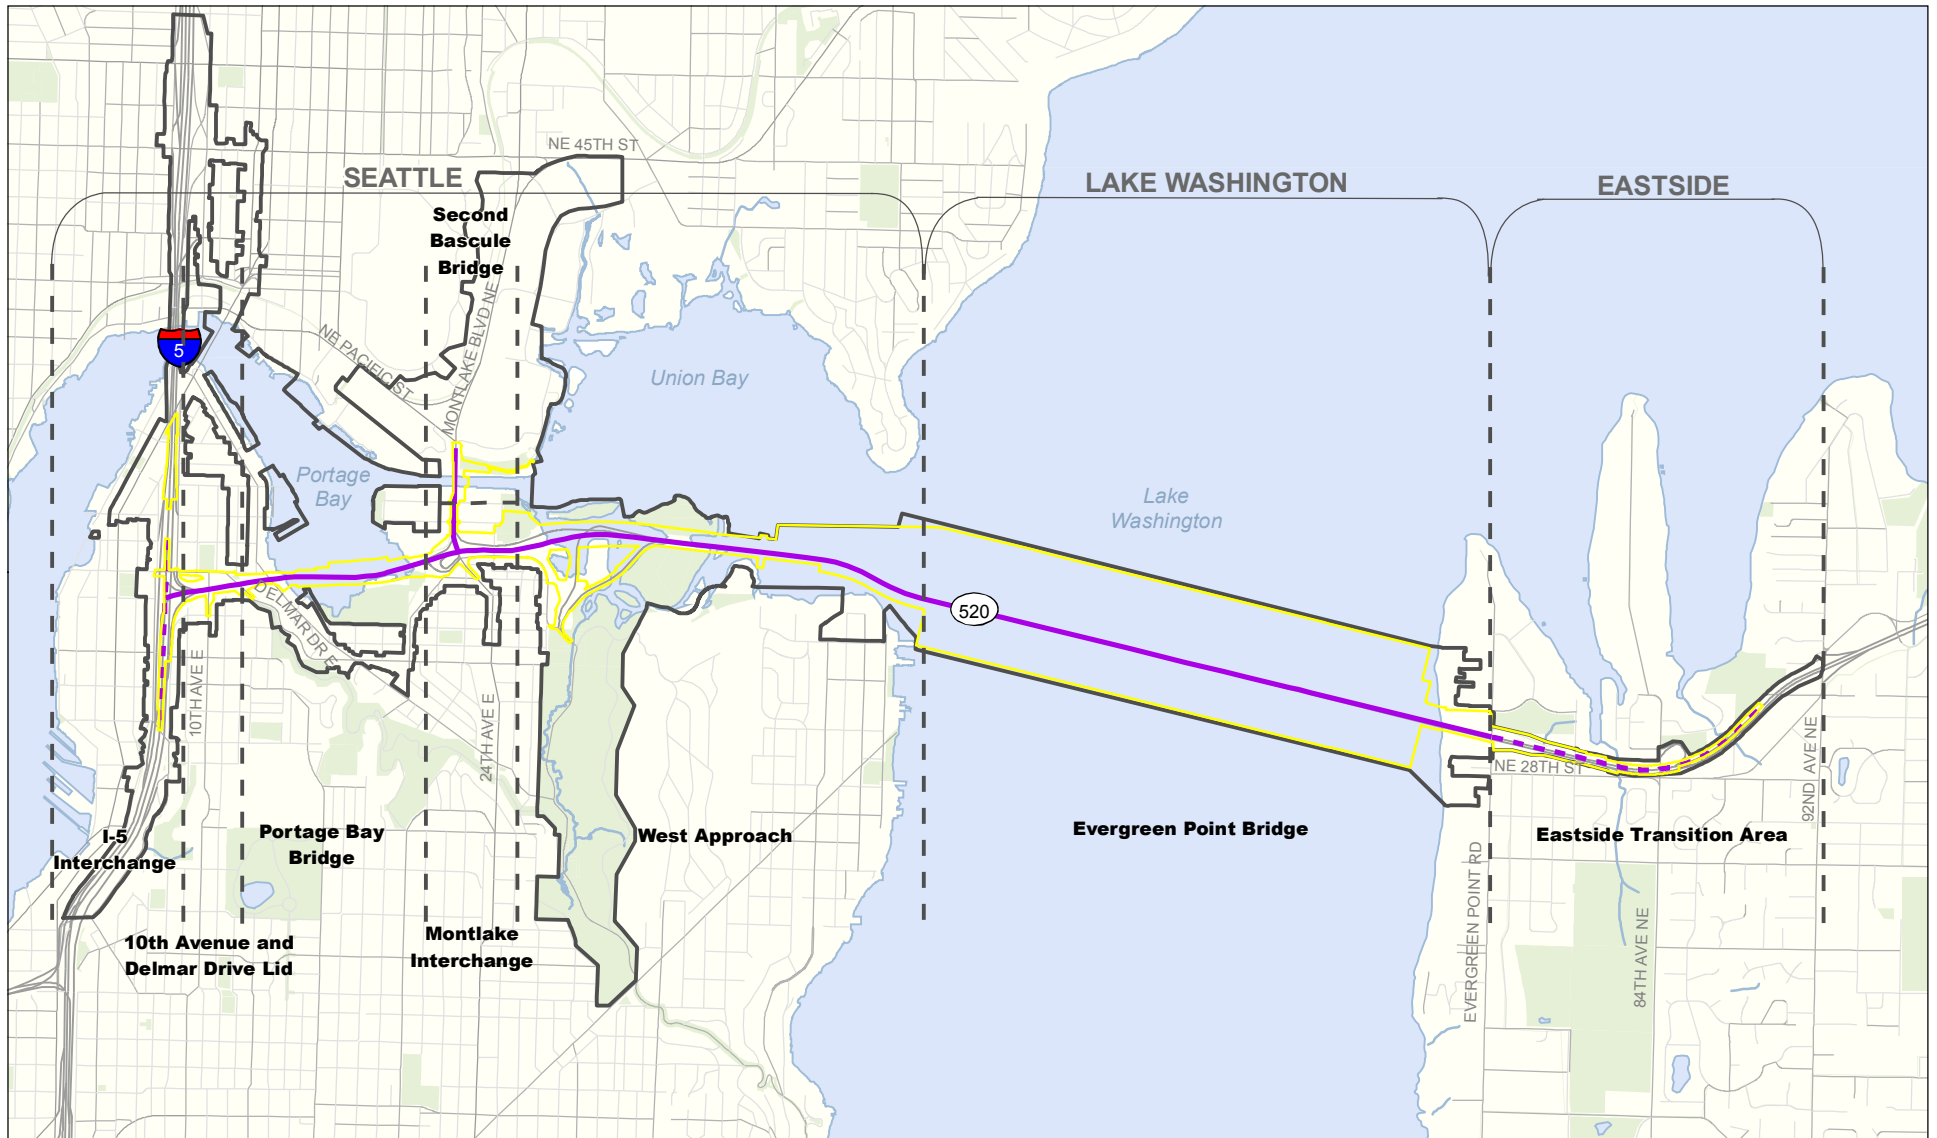 NE 45TH ST
SEATTLE
LAKE WASHINGTON
EASTSIDE
Second
Bascule
Bridge
5
NE PACIFIC ST
MONTLAKE BLVD NE
Union Bay
Portage
Bay
Lake
Washington
520
DELMAR DR E
10TH AVE E
24TH AVE E
NE 28TH ST
92ND AVE NE
I-5
Interchange
Portage Bay
Bridge
West Approach
Evergreen Point Bridge
Eastside Transition Area
EVERGREEN POINT RD
84TH AVE NE
10th Avenue and
Delmar Drive Lid
Montlake
Interchange